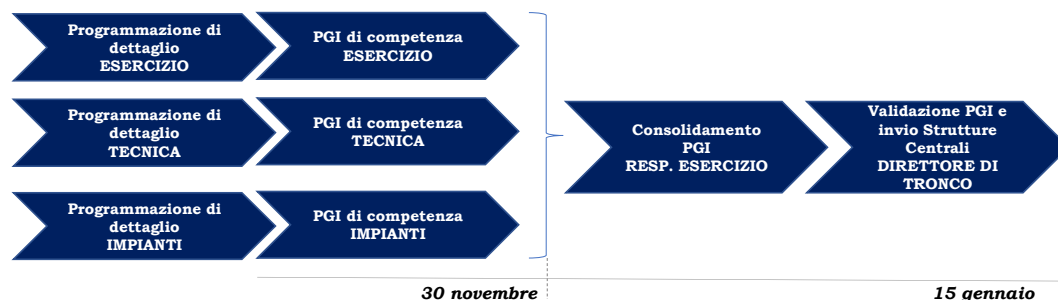 Programmazione di
dettaglio
ESERCIZIO
PGI di competenza
ESERCIZIO
Programmazione di
dettaglio
TECNICA
PGI di competenza
TECNICA
Programmazione di
dettaglio
IMPIANTI
PGI di competenza
IMPIANTI
Consolidamento
PGI
RESP. ESERCIZIO
Validazione PGI e
invio Strutture
Centrali
DIRETTORE DI
TRONCO
30 novembre
15 gennaio